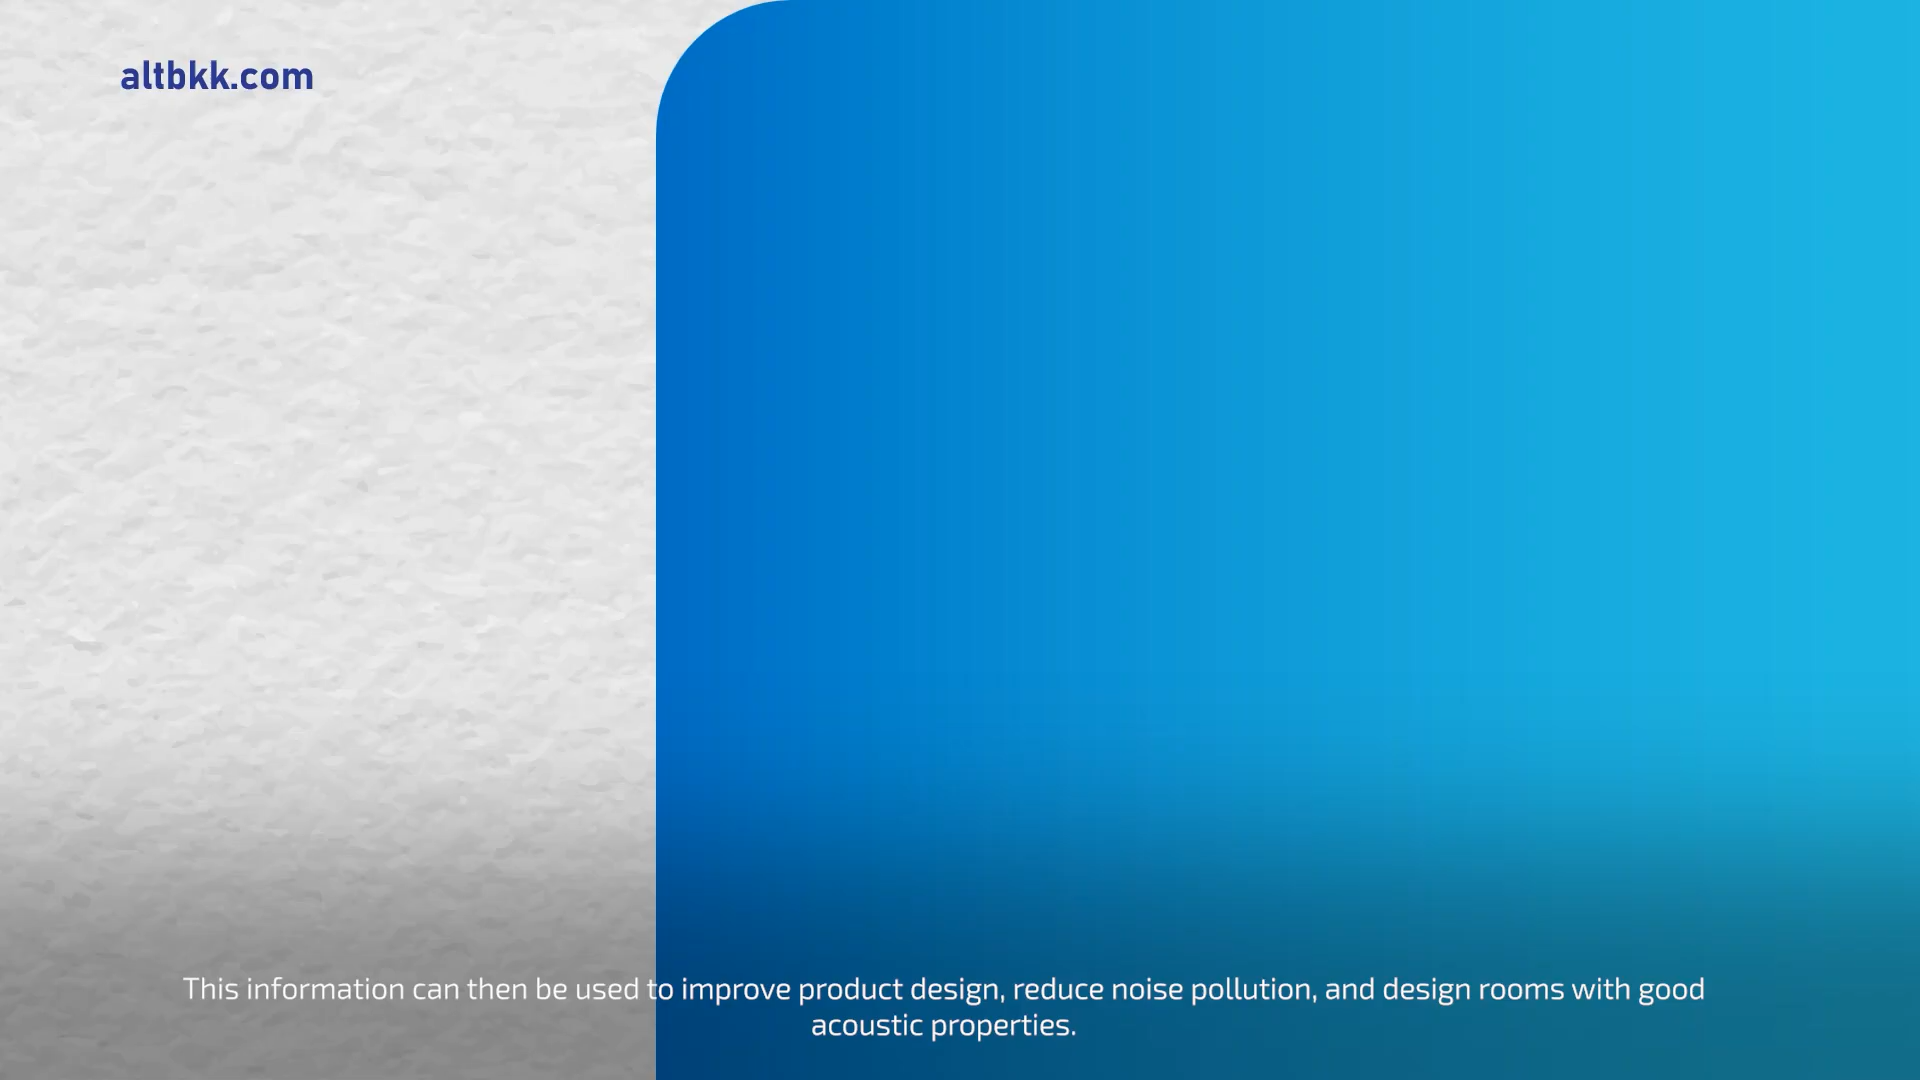 altbkk.com
This information can then be used to improve product design, reduce noise pollution, and design rooms with good
acoustic properties.